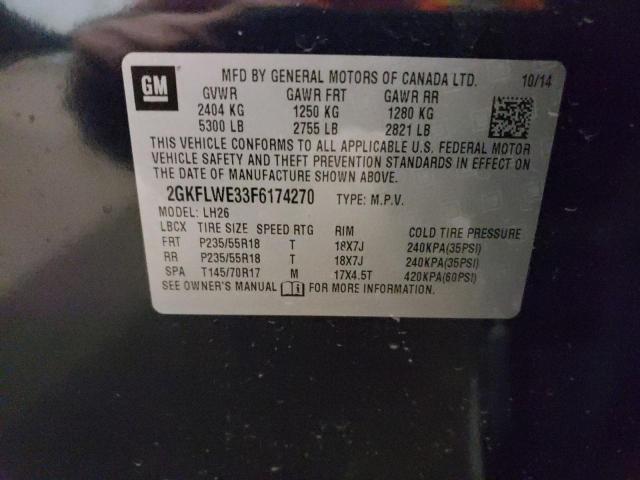 GM
MFD BY GENERAL MOTORS OF CANADA LTD. 10/14
GVWR GAWR FRT GAWR RR
2404 KG 1250 KG 1280 KG
5300 LB 2755 LB 2821 LB
THIS VEHICLE CONFORMS TO ALL APPLICABLE U.S. FEDERAL MOTOR
VEHICLE SAFETY AND THEFT PREVENTION STANDARDS IN EFFECT ON
THE DATE OF MANUFACTURE SHOWN ABOVE.
2GKFLWE33F6174270 TYPE: M.P.V.
MODEL: LH26
LBCX TIRE SIZE SPEED RTG RIM COLD TIRE PRESSURE
FRT P235/55R18 T 18X7J 240KPA(35PSI)
RR P235/55R18 T 18X7J 240KPA(35PSI)
SPA T145/70R17 M 17X4.5T 420KPA(60PSI)
SEE OWNER'S MANUAL FOR MORE INFORMATION.